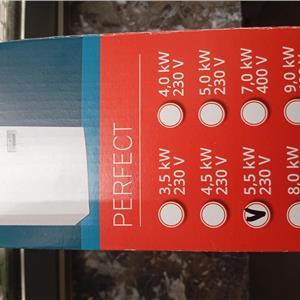 PERFECT
4,0 kW
230 V
5,0 kW
230 V
7,0 kW
400 V
9,0 kW
3,5 kW
230 V
4,5 kW
230 V
5,5 kW
230 V
V
8,0 kW